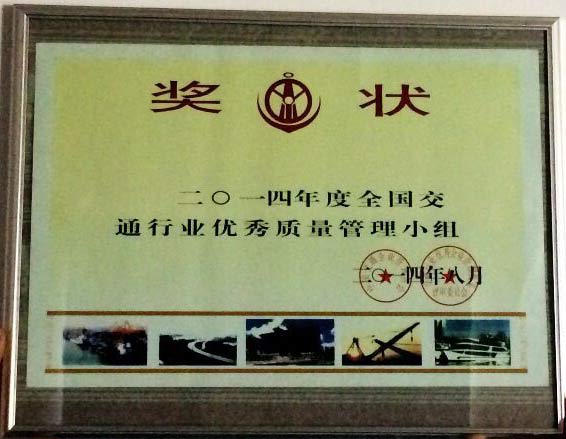 奖 状
二〇一四年度全国交
通行业优秀质量管理小组
二〇一四年八月